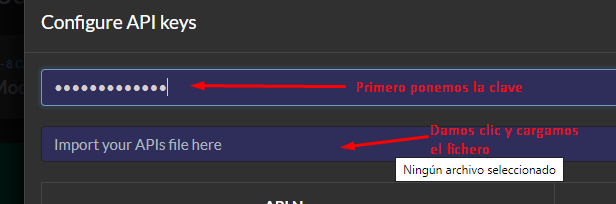 Configure API keys
•••••••••••••
Primero ponemos la clave
Damos clic y cargamos
el fichero
Import your APIs file here
Ningún archivo seleccionado